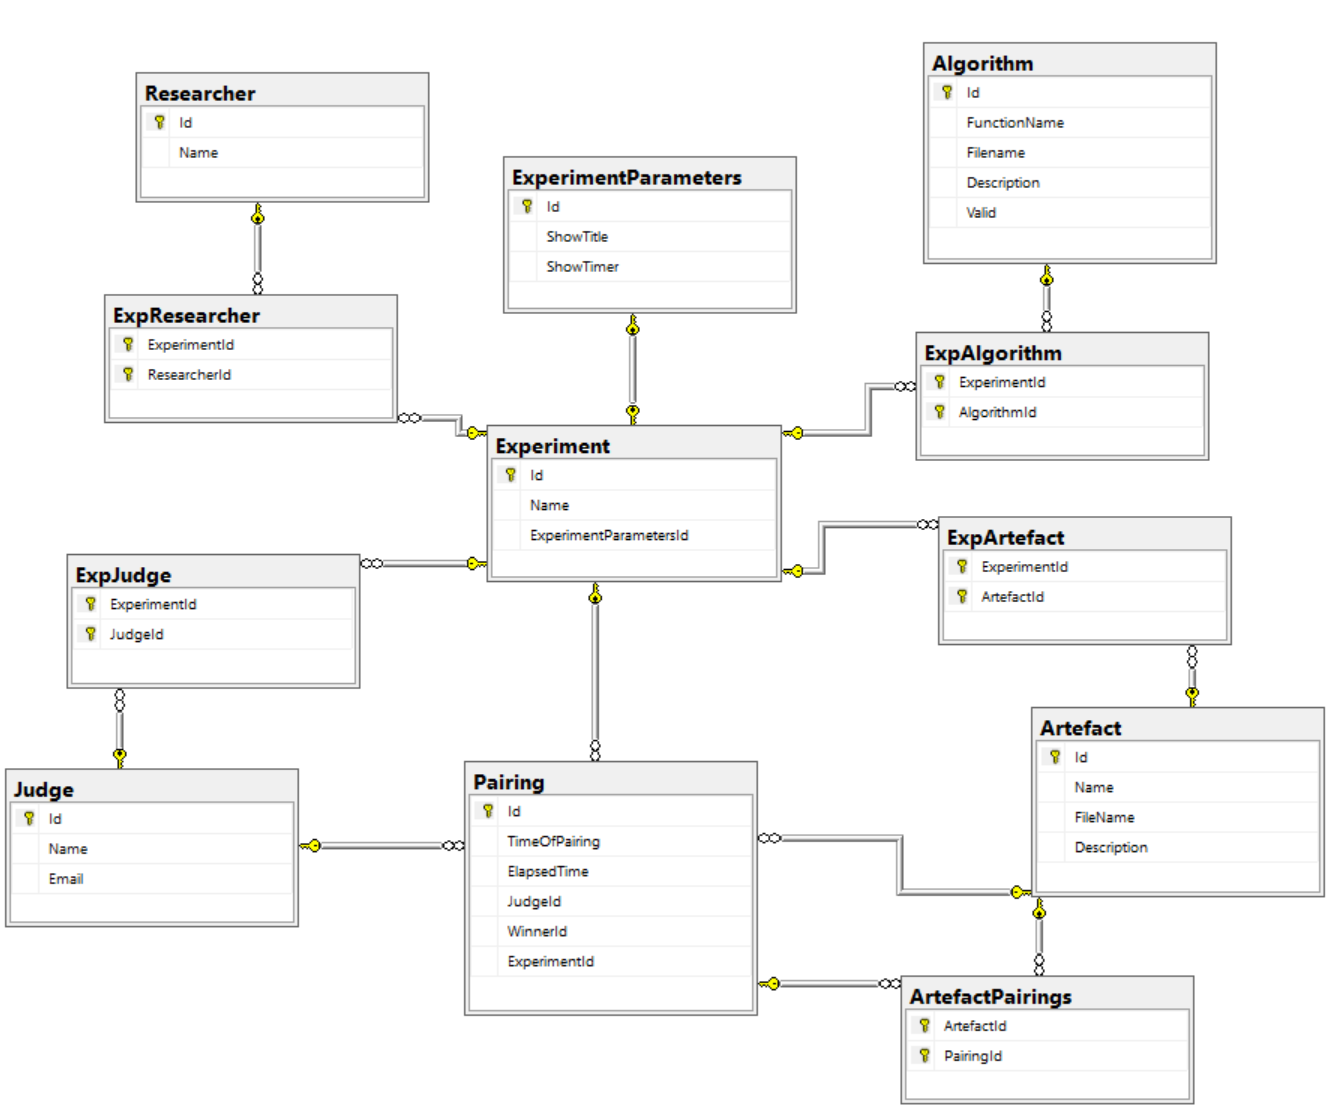 Researcher
Id
Name
ExperimentParameters
Id
ShowTitle
ShowTimer
Algorithm
Id
FunctionName
Filename
Description
Valid
ExpResearcher
ExperimentId
ResearcherId
ExpAlgorithm
ExperimentId
AlgorithmId
Experiment
Id
Name
ExperimentParametersId
ExpJudge
ExperimentId
JudgeId
ExpArtefact
ExperimentId
ArtefactId
Judge
Id
Name
Email
Pairing
Id
TimeOfPairing
ElapsedTime
JudgeId
WinnerId
ExperimentId
Artefact
Id
Name
FileName
Description
ArtefactPairings
ArtefactId
PairingId